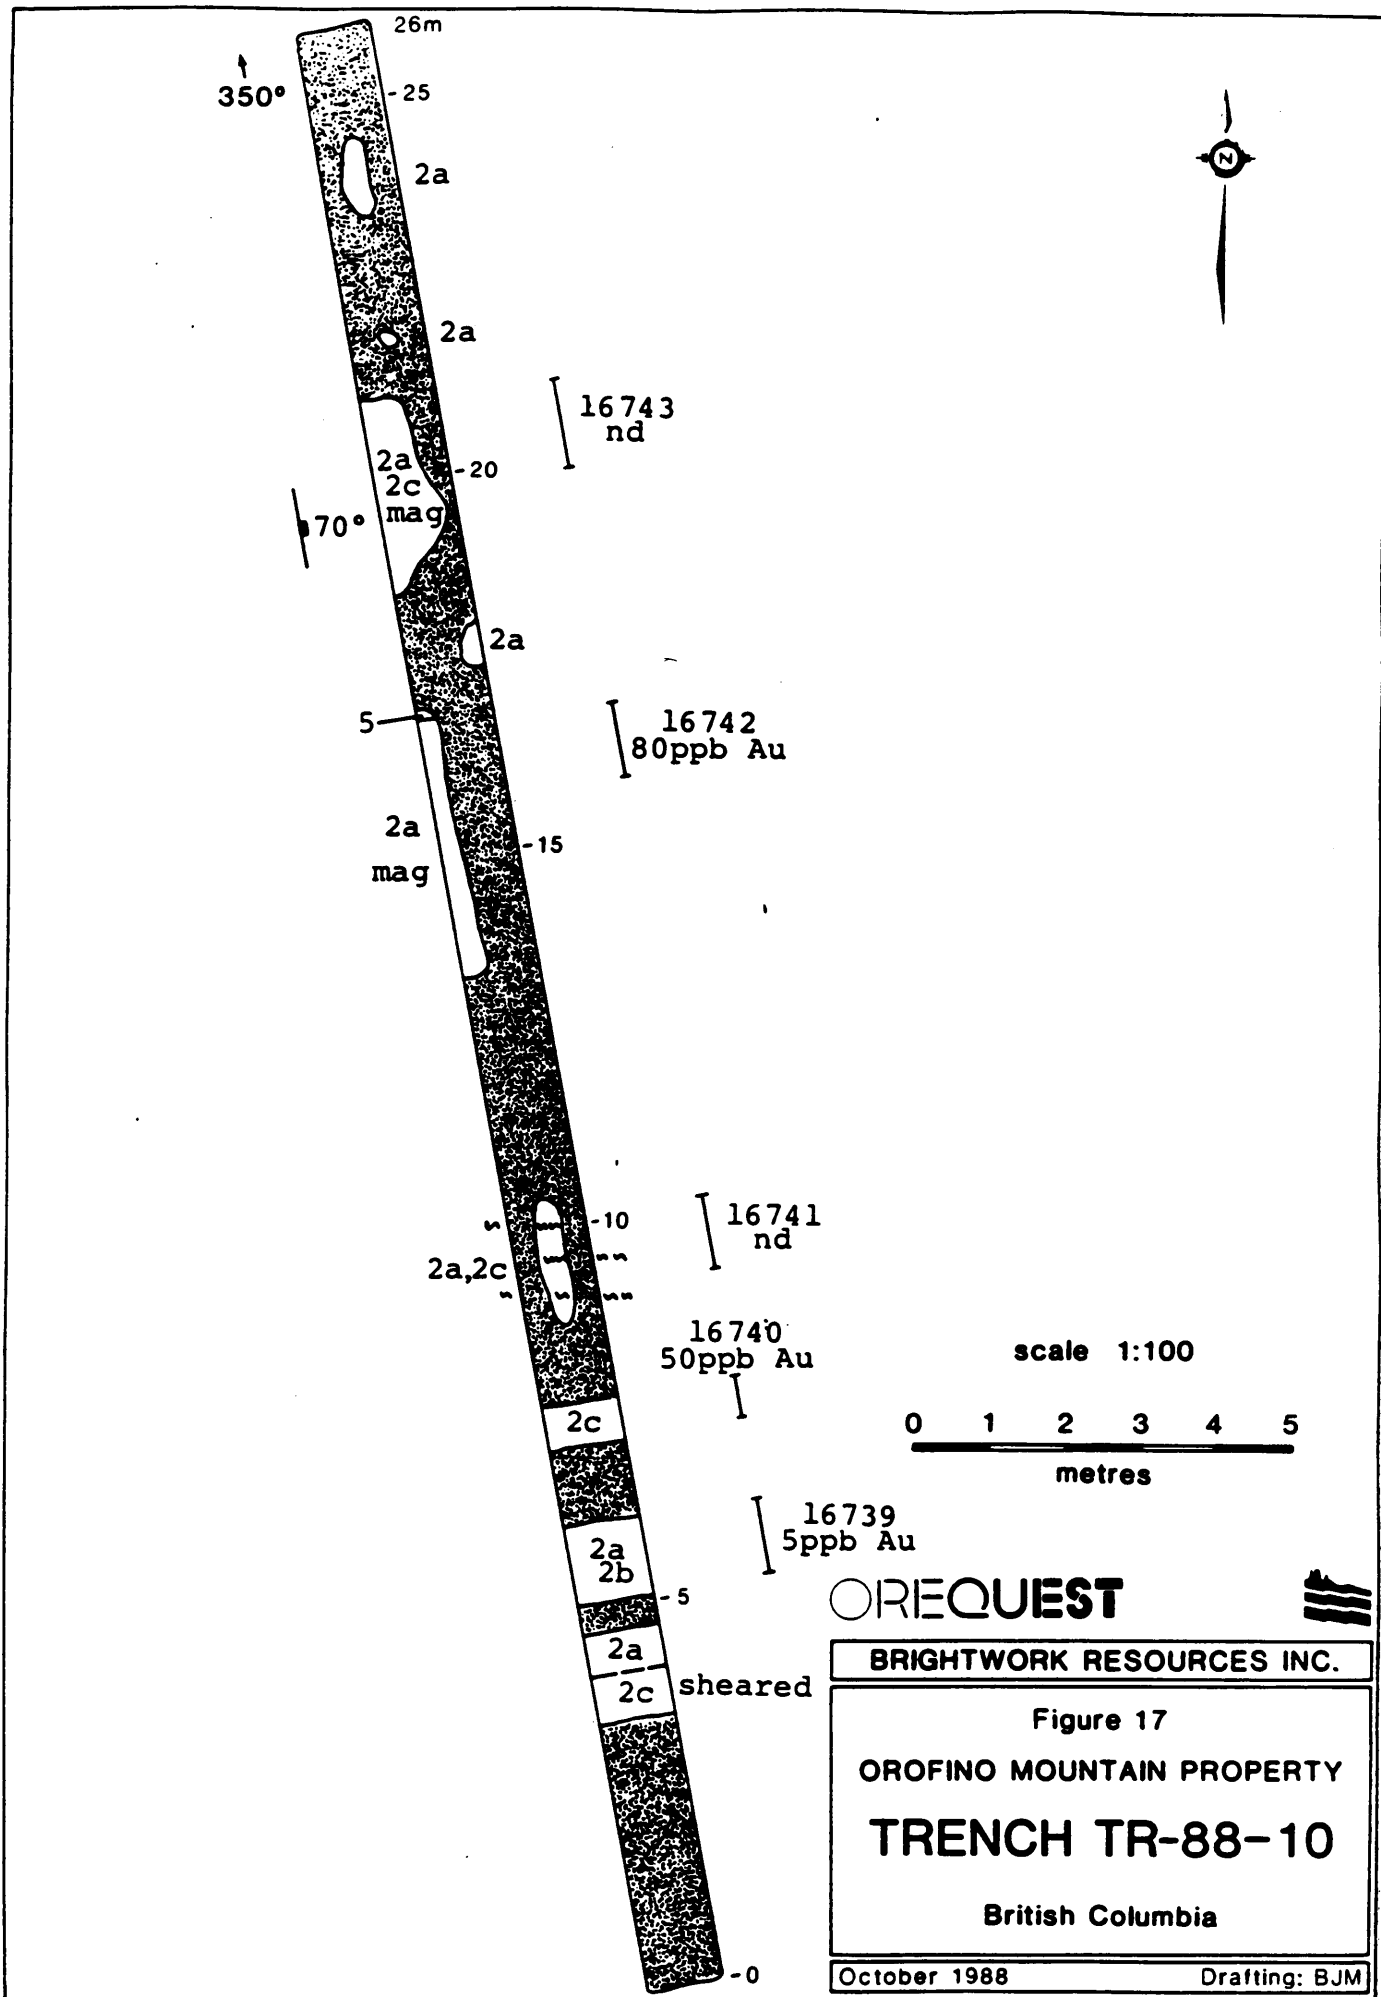 26m
350°
-25
N
2a
2a
16743
nd
2a
2c
mag
-20
70°
2a
5
16742
80ppb Au
2a
mag
-15
16741
nd
-10
2a,2c
16740
50ppb Au
scale 1:100
2c
0 1 2 3 4 5
metres
16739
5ppb Au
2a
2b
-5
OREQUEST
2a
2c
sheared
BRIGHTWORK RESOURCES INC.
Figure 17
OROFINO MOUNTAIN PROPERTY
TRENCH TR-88-10
British Columbia
-0
October 1988 Drafting: BJM